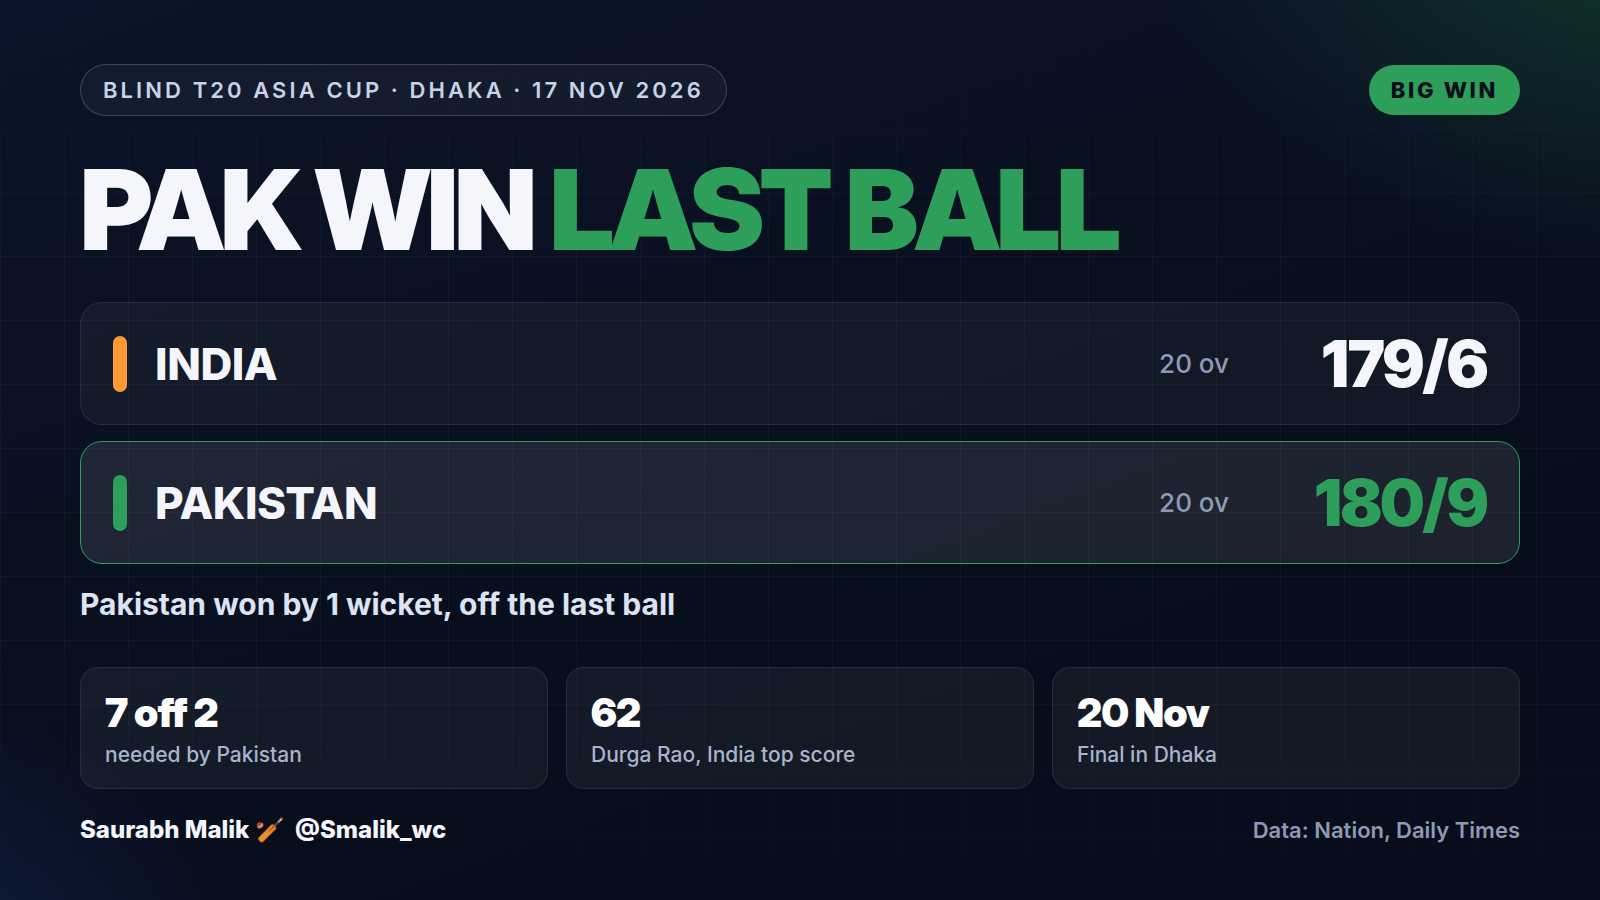 BLIND T20 ASIA CUP · DHAKA · 17 NOV 2026
BIG WIN
PAK WIN LAST BALL
INDIA 20 ov 179/6
PAKISTAN 20 ov 180/9
Pakistan won by 1 wicket, off the last ball
7 off 2
needed by Pakistan
62
Durga Rao, India top score
20 Nov
Final in Dhaka
Saurabh Malik 🏏 @Smalik_wc
Data: Nation, Daily Times